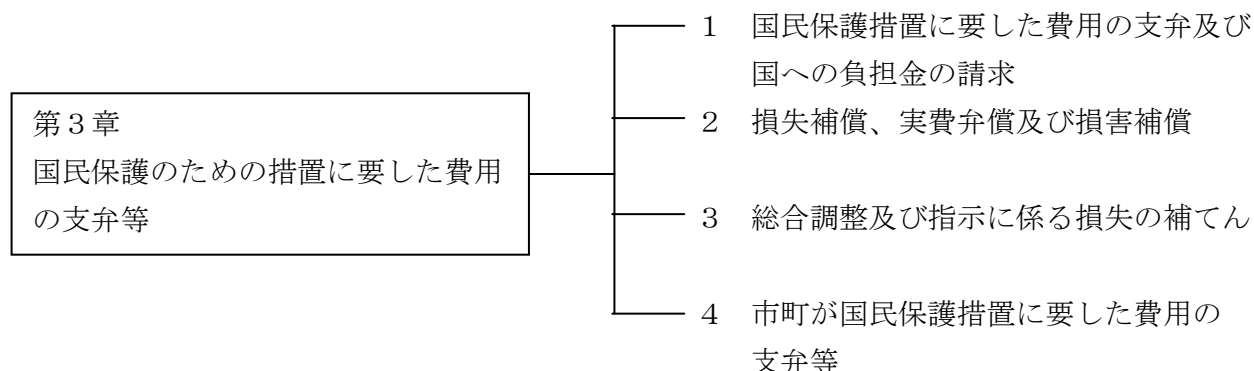 第３章
国民保護のための措置に要した費用
の支弁等
１　国民保護措置に要した費用の支弁及び
国への負担金の請求
２　損失補償、実費弁償及び損害補償
３　総合調整及び指示に係る損失の補てん
４　市町が国民保護措置に要した費用の
支弁等